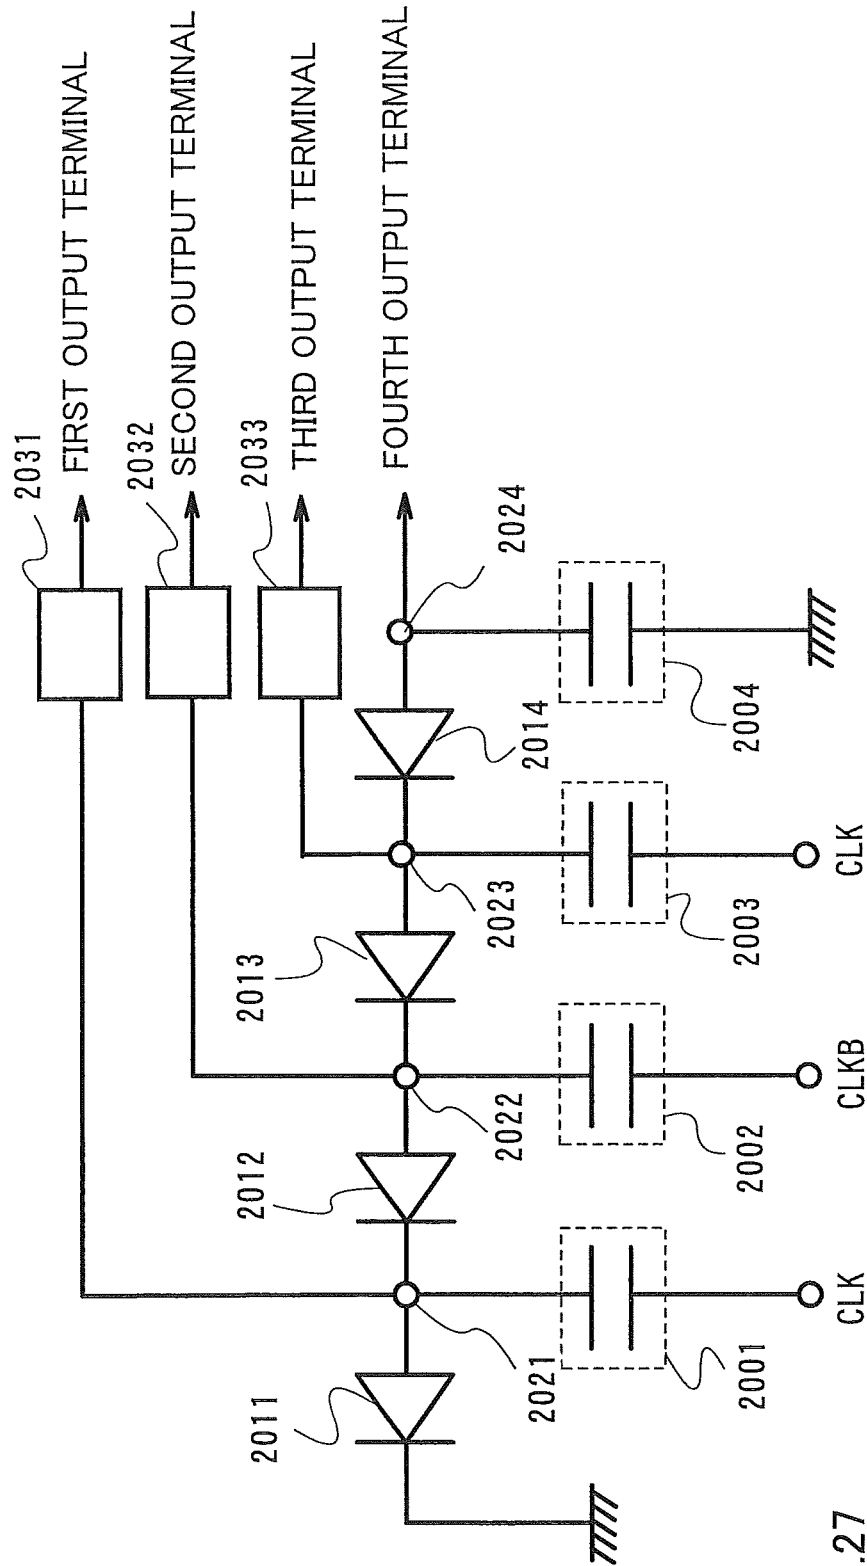 2031
FIRST OUTPUT TERMINAL
2032
SECOND OUTPUT TERMINAL
2033
THIRD OUTPUT TERMINAL
FOURTH OUTPUT TERMINAL
2011
2012
2013
2014
2021
2022
2023
2024
2001
2002
2003
2004
CLK
CLKB
CLK
.27